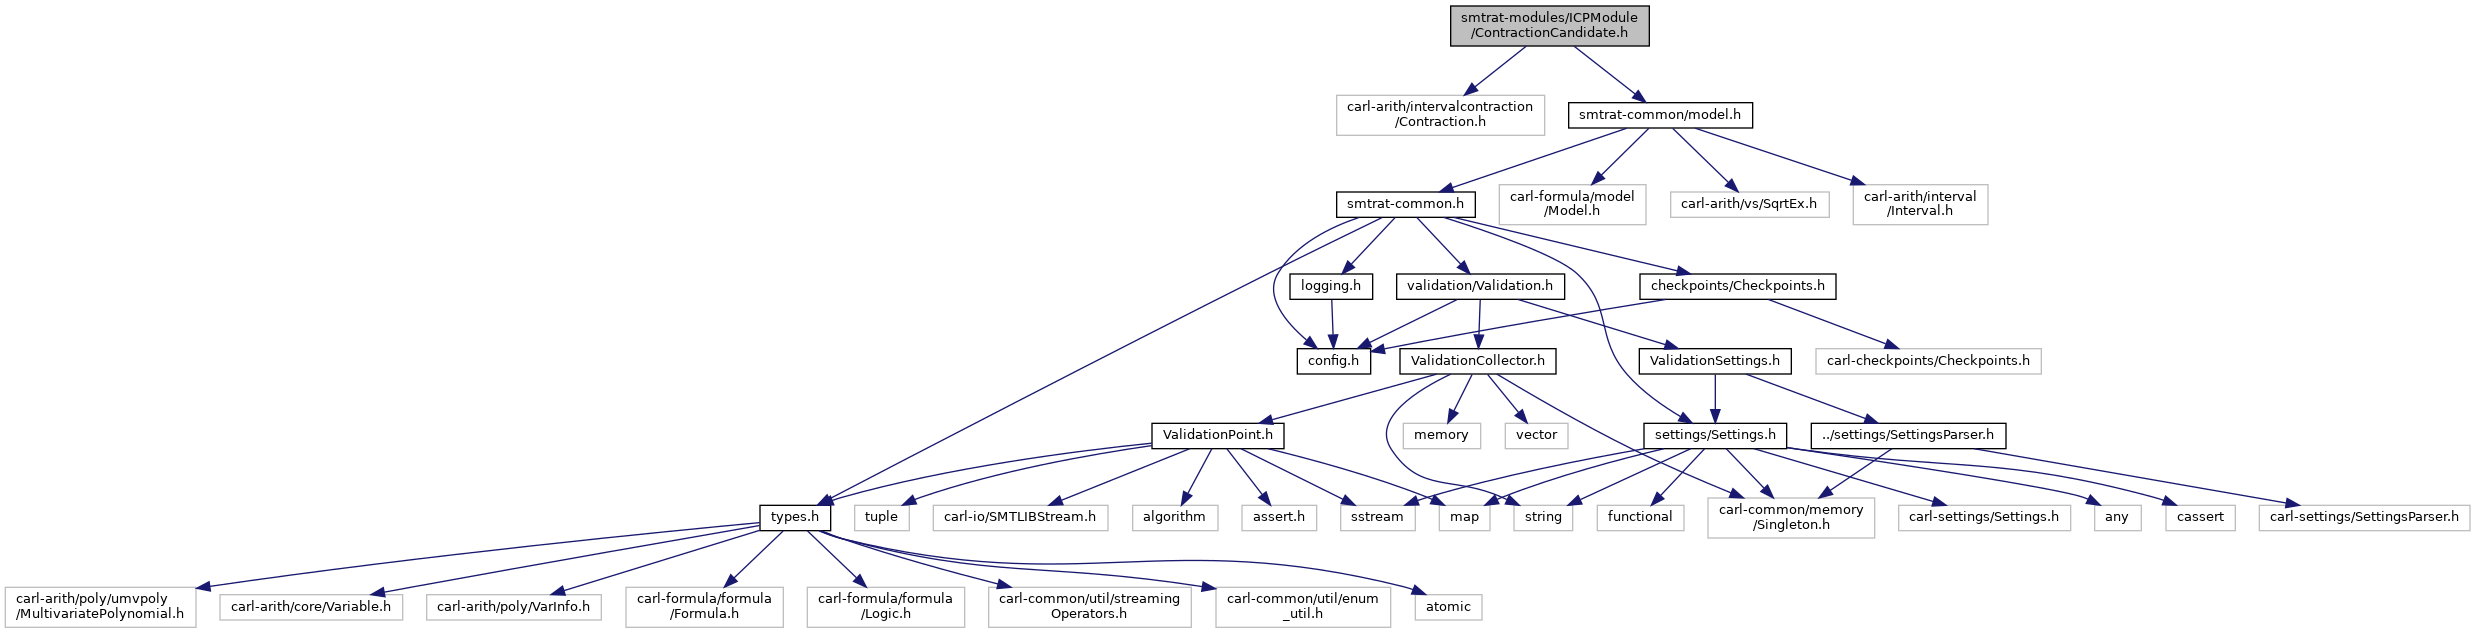 smtrat-modules/ICPModule
/ContractionCandidate.h
carl-arith/intervalcontraction
/Contraction.h
smtrat-common/model.h
smtrat-common.h
carl-formula/model
/Model.h
carl-arith/vs/SqrtEx.h
carl-arith/interval
/Interval.h
logging.h
validation/Validation.h
checkpoints/Checkpoints.h
config.h
ValidationCollector.h
ValidationSettings.h
carl-checkpoints/Checkpoints.h
ValidationPoint.h
memory
vector
settings/Settings.h
../settings/SettingsParser.h
types.h
tuple
carl-io/SMTLIBStream.h
algorithm
assert.h
sstream
map
string
functional
carl-common/memory
/Singleton.h
carl-settings/Settings.h
any
cassert
carl-settings/SettingsParser.h
carl-arith/poly/umvpoly
/MultivariatePolynomial.h
carl-arith/core/Variable.h
carl-arith/poly/VarInfo.h
carl-formula/formula
/Formula.h
carl-formula/formula
/Logic.h
carl-common/util/streaming
Operators.h
carl-common/util/enum
_util.h
atomic